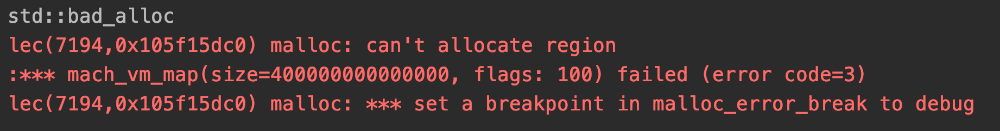 std::bad_alloc
lec(7194,0x105f15dc0) malloc: can't allocate region
:*** mach_vm_map(size=400000000000000, flags: 100) failed (error code=3)
lec(7194,0x105f15dc0) malloc: *** set a breakpoint in malloc_error_break to debug